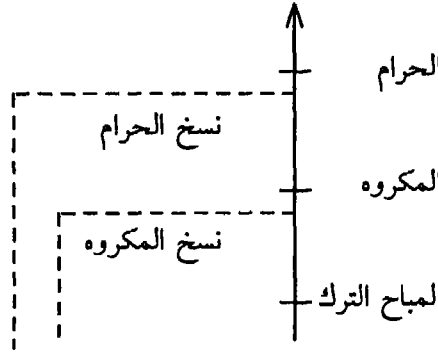 الحرام
نسخ الحرام
المكروه
نسخ المكروه
لمباح الترك